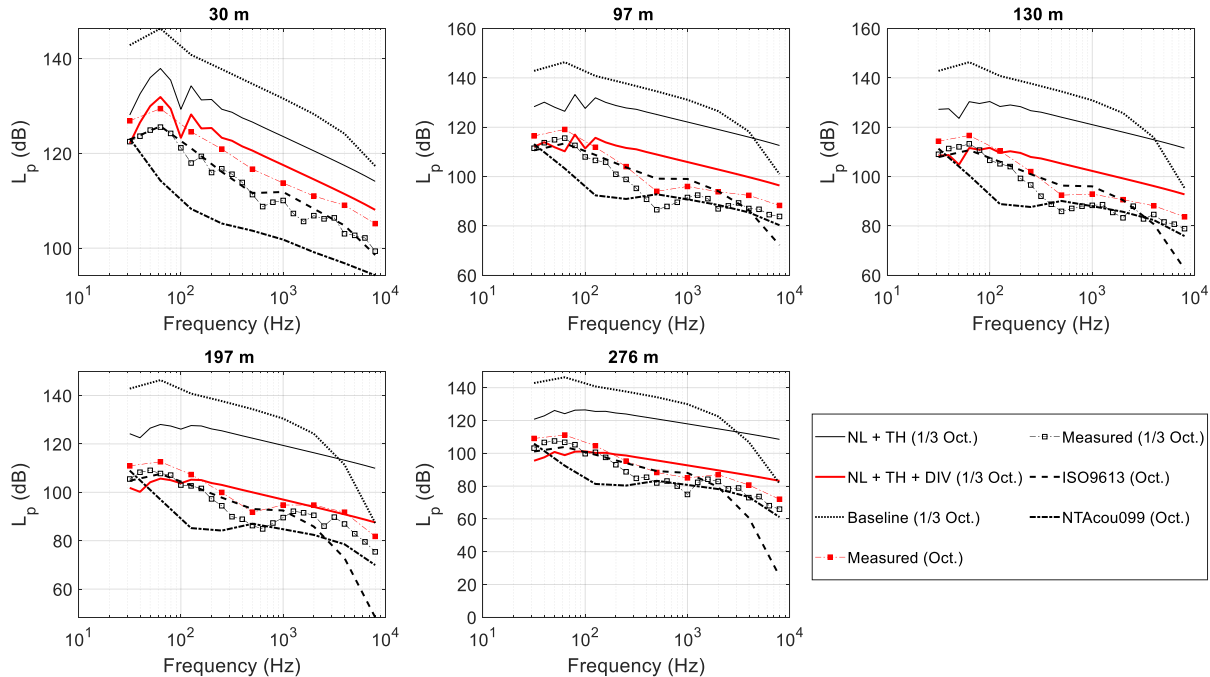 30 m
97 m
130 m
140
120
100
L_p (dB)
10^1
10^2
10^3
10^4
Frequency (Hz)
160
140
120
100
80
60
L_p (dB)
10^1
10^2
10^3
10^4
Frequency (Hz)
160
140
120
100
80
60
L_p (dB)
10^1
10^2
10^3
10^4
Frequency (Hz)
197 m
276 m
140
120
100
80
60
L_p (dB)
10^1
10^2
10^3
10^4
Frequency (Hz)
140
120
100
80
60
40
20
0
L_p (dB)
10^1
10^2
10^3
10^4
Frequency (Hz)
NL + TH (1/3 Oct.)
NL + TH + DIV (1/3 Oct.)
Baseline (1/3 Oct.)
Measured (Oct.)
Measured (1/3 Oct.)
ISO9613 (Oct.)
NTAcou099 (Oct.)